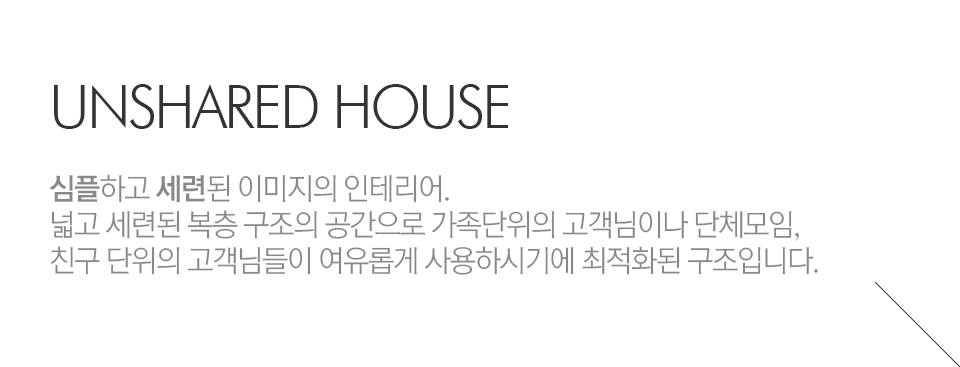 UNSHARED HOUSE
심플하고 세련된 이미지의 인테리어.
넓고 세련된 복층 구조의 공간으로 가족단위의 고객님이나 단체모임,
친구 단위의 고객님들이 여유롭게 사용하시기에 최적화된 구조입니다.